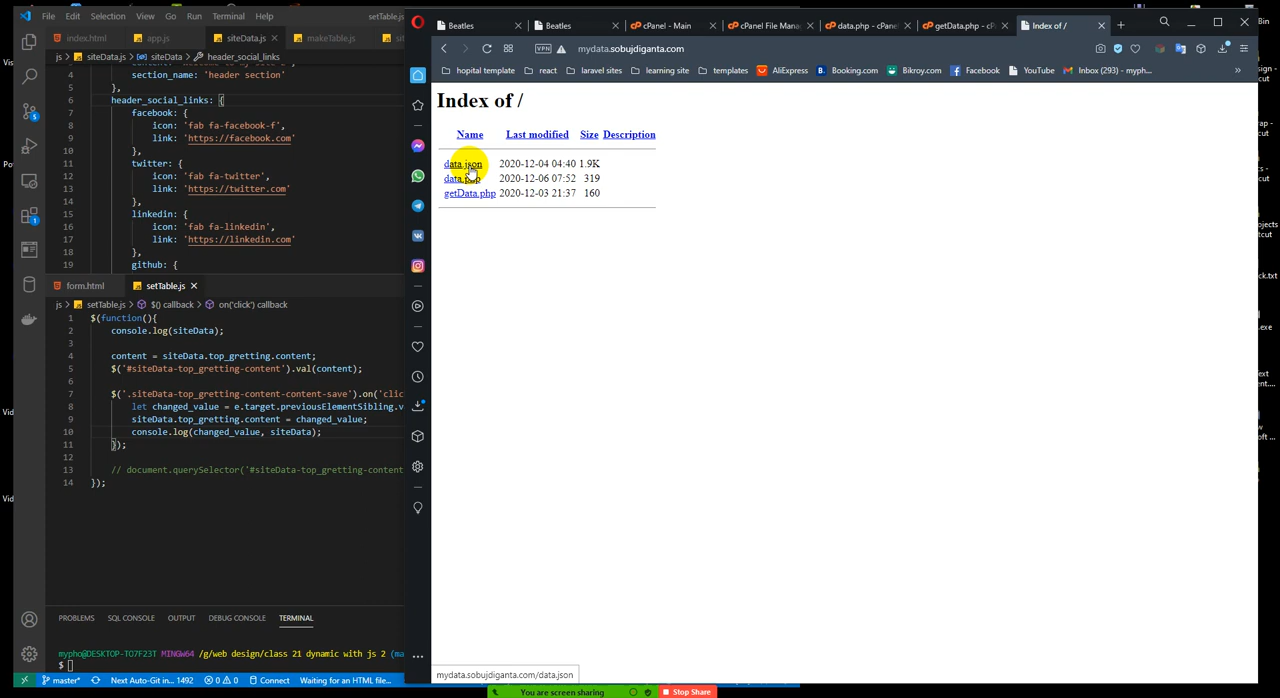 File Edit Selection View Go Run Terminal Help siteData.js
index.html app.js siteData.js makeTable.js
js > siteData.js > siteData > header_social_links
4 section_name: 'header section'
5 },
6 header_social_links: {
7 facebook: {
8 icon: 'fab fa-facebook-f',
9 link: 'https://facebook.com'
10 },
11 twitter: {
12 icon: 'fab fa-twitter',
13 link: 'https://twitter.com'
14 },
15 linkedin: {
16 icon: 'fab fa-linkedin',
17 link: 'https://linkedin.com'
18 },
19 github: {
form.html setTable.js
js > setTable.js > $() callback > on('click') callback
1 $(function(){
2 console.log(siteData);
3
4 content = siteData.top_gretting.content;
5 $('#siteData-top_gretting-content').val(content);
6
7 $('.siteData-top_gretting-content-content-save').on('clic
8 let changed_value = e.target.previousElementSibling.v
9 siteData.top_gretting.content = changed_value;
10 console.log(changed_value, siteData);
11 });
12
13 // document.querySelector('#siteData-top_gretting-content
14 });
PROBLEMS SQL CONSOLE OUTPUT DEBUG CONSOLE TERMINAL
mypho@DESKTOP-TO7F23T MINGW64 /g/web design/class 21 dynamic with js 2 (ma
$
master* Next Auto-Git in... 1492 0 0 Connect Waiting for an HTML file...
Beatles Beatles cPanel - Main cPanel File Mana data.php - cPane getData.php - cP Index of /
VPN mydata.sobujdiganta.com
hopital template react laravel sites learning site templates AliExpress Booking.com Bikroy.com Facebook YouTube Inbox (293) - myph... »
Index of /
Name Last modified Size Description
data.json 2020-12-04 04:40 1.9K
data.php 2020-12-06 07:52 319
getData.php 2020-12-03 21:37 160
mydata.sobujdiganta.com/data.json
You are screen sharing Stop Share